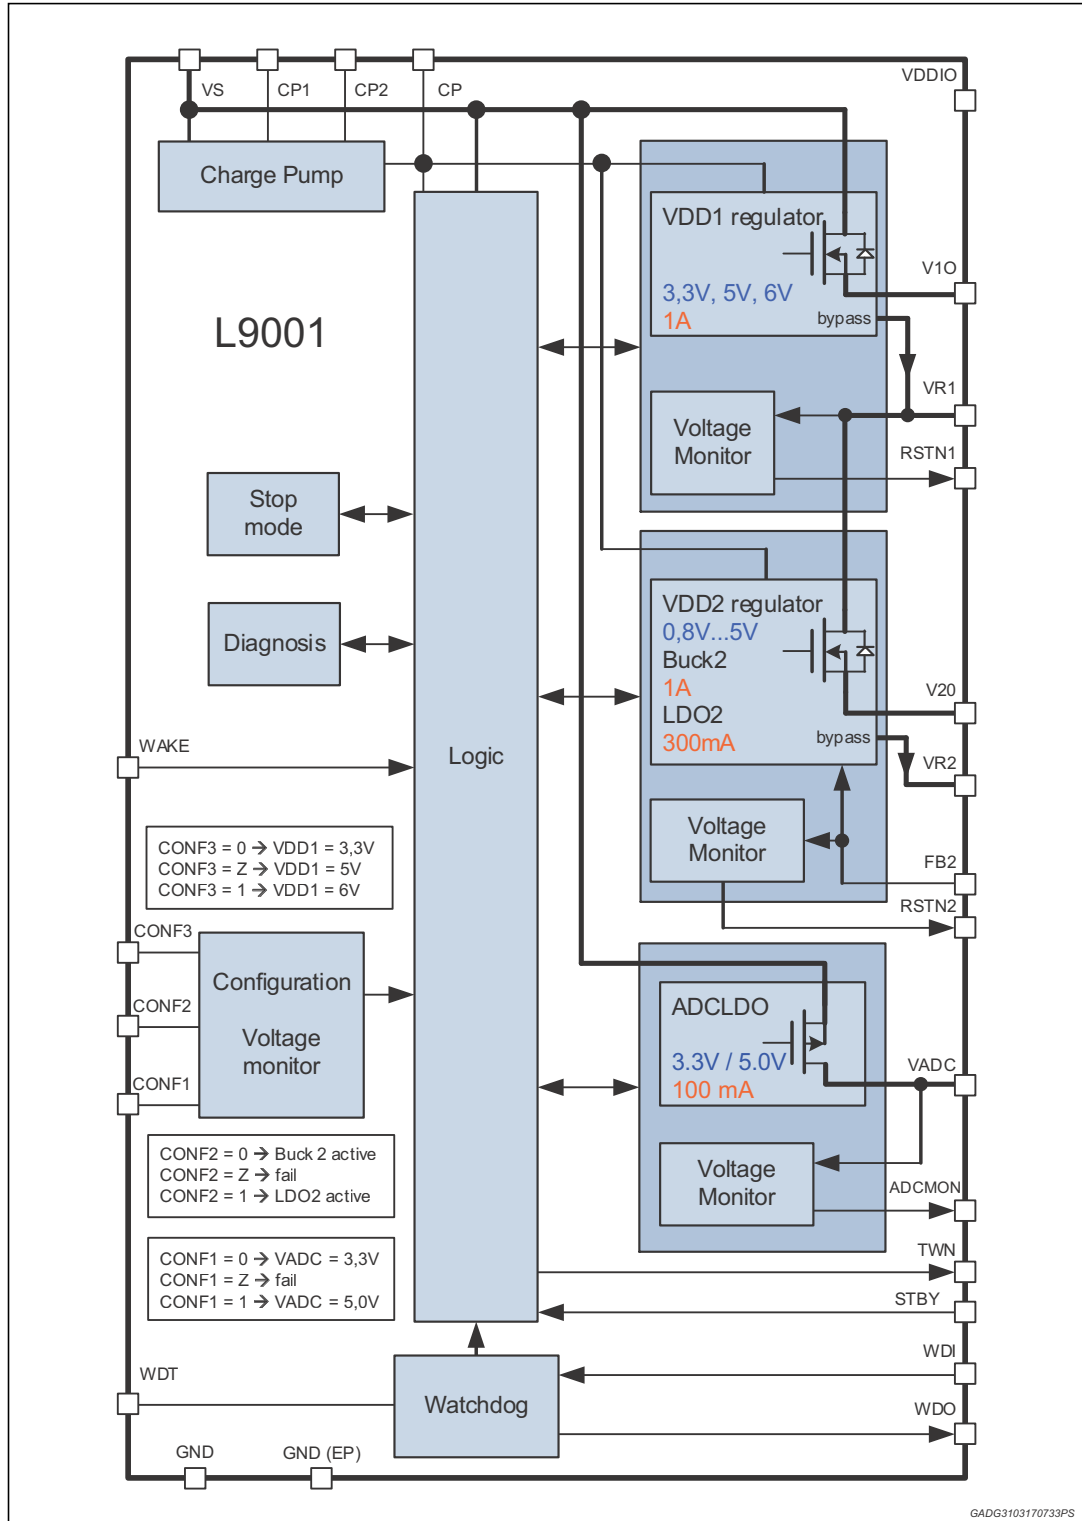 VS
CP1
CP2
CP
VDDIO
Charge Pump
VDD1 regulator
3,3V, 5V, 6V
1A
bypass
V1O
L9001
VR1
Voltage
Monitor
RSTN1
Stop
mode
VDD2 regulator
0,8V...5V
Buck2
1A
LDO2
300mA
bypass
Diagnosis
V20
WAKE
Logic
VR2
Voltage
Monitor
CONF3 = 0 → VDD1 = 3,3V
CONF3 = Z → VDD1 = 5V
CONF3 = 1 → VDD1 = 6V
FB2
RSTN2
CONF3
CONF2
CONF1
Configuration
Voltage
monitor
ADCLDO
3.3V / 5.0V
100 mA
VADC
CONF2 = 0 → Buck 2 active
CONF2 = Z → fail
CONF2 = 1 → LDO2 active
Voltage
Monitor
ADCMON
CONF1 = 0 → VADC = 3,3V
CONF1 = Z → fail
CONF1 = 1 → VADC = 5,0V
TWN
STBY
WDT
Watchdog
WDI
WDO
GND
GND (EP)
GADG3103170733PS